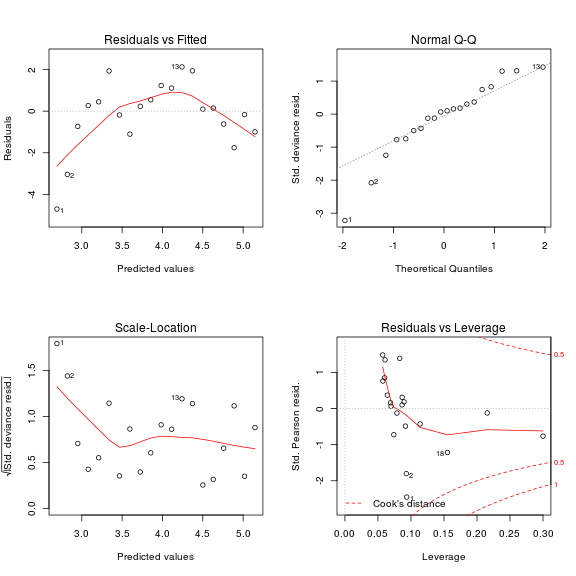 Residuals vs Fitted
Residuals
2
0
-2
-4
13
2
1
3.0 3.5 4.0 4.5 5.0
Predicted values
Normal Q-Q
Std. deviance resid.
1
0
-1
-2
-3
13
2
1
-2 -1 0 1 2
Theoretical Quantiles
Scale-Location
√|Std. deviance resid.|
1.5
1.0
0.5
0.0
1
2
13
3.0 3.5 4.0 4.5 5.0
Predicted values
Residuals vs Leverage
Std. Pearson resid.
1
0
-1
-2
0.5
18
2
1
0.5
1
Cook's distance
0.00 0.05 0.10 0.15 0.20 0.25 0.30
Leverage